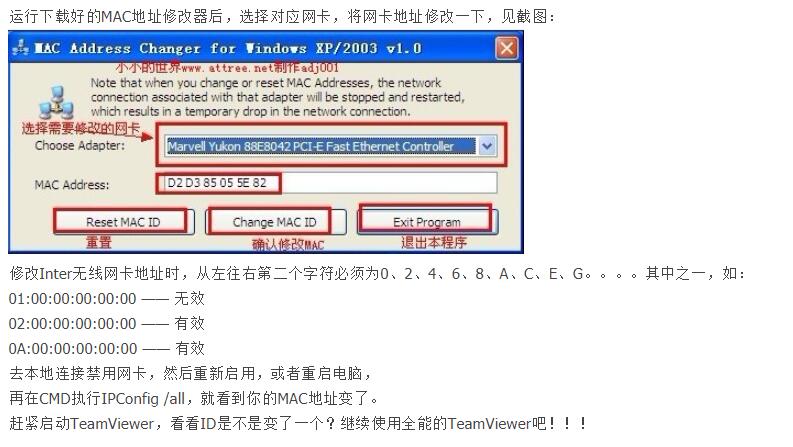 运行下载好的MAC地址修改器后，选择对应网卡，将网卡地址修改一下，见截图：
MAC Address Changer for Windows XP/2003 v1.0
小小的世界www.attree.net制作adj001
Note that when you change or reset MAC Addresses, the network
connection associated with that adapter will be stopped and restarted,
which results in a temporary drop in the network connection.
选择需要修改的网卡
Choose Adapter:
Marvell Yukon 88E8042 PCI-E Fast Ethernet Controller
MAC Address:
D2 D3 85 05 5E 82
Reset MAC ID Change MAC ID Exit Program
重置 确认修改MAC 退出本程序
修改Inter无线网卡地址时，从左往右第二个字符必须为0、2、4、6、8、A、C、E、G。。。。其中之一，如：
01:00:00:00:00:00 —— 无效
02:00:00:00:00:00 —— 有效
0A:00:00:00:00:00 —— 有效
去本地连接禁用网卡，然后重新启用，或者重启电脑，
再在CMD执行IPConfig /all，就看到你的MAC地址变了。
赶紧启动TeamViewer，看看ID是不是变了一个？继续使用全能的TeamViewer吧！！！